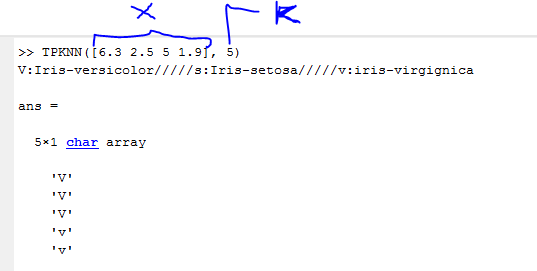 x K
>> TPKNN([6.3 2.5 5 1.9], 5)
V:Iris-versicolor/////s:Iris-setosa/////v:iris-virgignica
ans =
5×1 char array
'V'
'V'
'V'
'v'
'v'